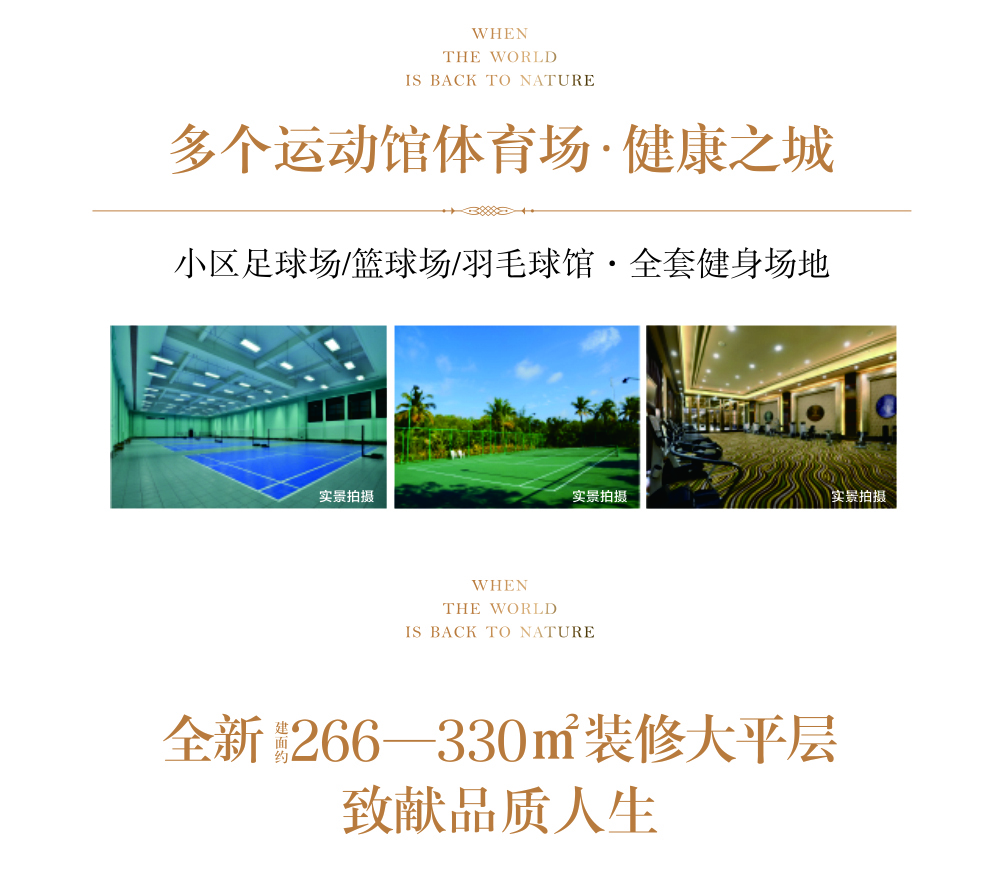 WHEN
THE WORLD
IS BACK TO NATURE
多个运动馆体育场·健康之城
小区足球场/篮球场/羽毛球馆·全套健身场地
实景拍摄
实景拍摄
实景拍摄
WHEN
THE WORLD
IS BACK TO NATURE
全新建面约266—330㎡装修大平层
致献品质人生